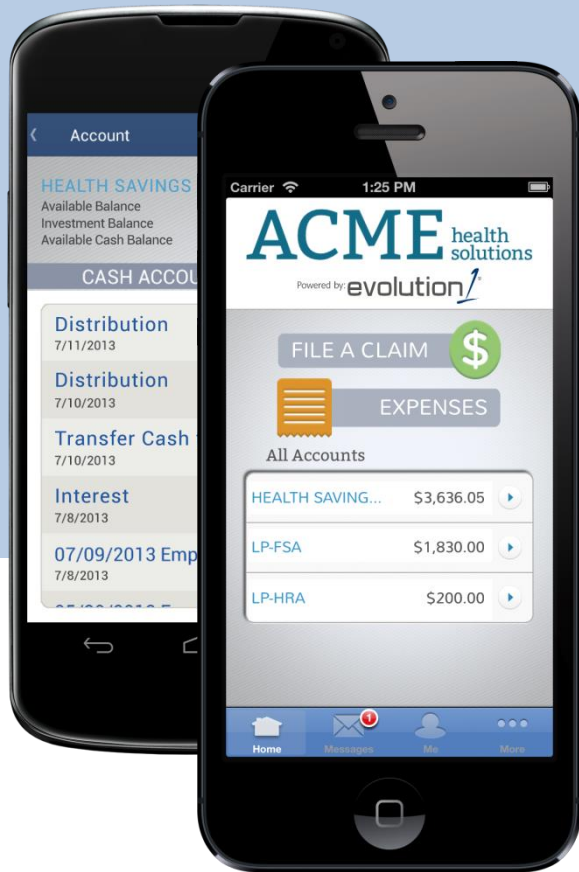 Account
HEALTH SAVINGS
Available Balance
Investment Balance
Available Cash Balance
CASH ACCOU
Distribution
7/11/2013
Distribution
7/10/2013
Transfer Cash
7/10/2013
Interest
7/8/2013
07/09/2013 Emp
7/8/2013
Carrier 1:25 PM
ACME health solutions
Powered by: evolution1®
FILE A CLAIM $
EXPENSES
All Accounts
HEALTH SAVING... $3,636.05
LP-FSA $1,830.00
LP-HRA $200.00
1
Home Messages Me More